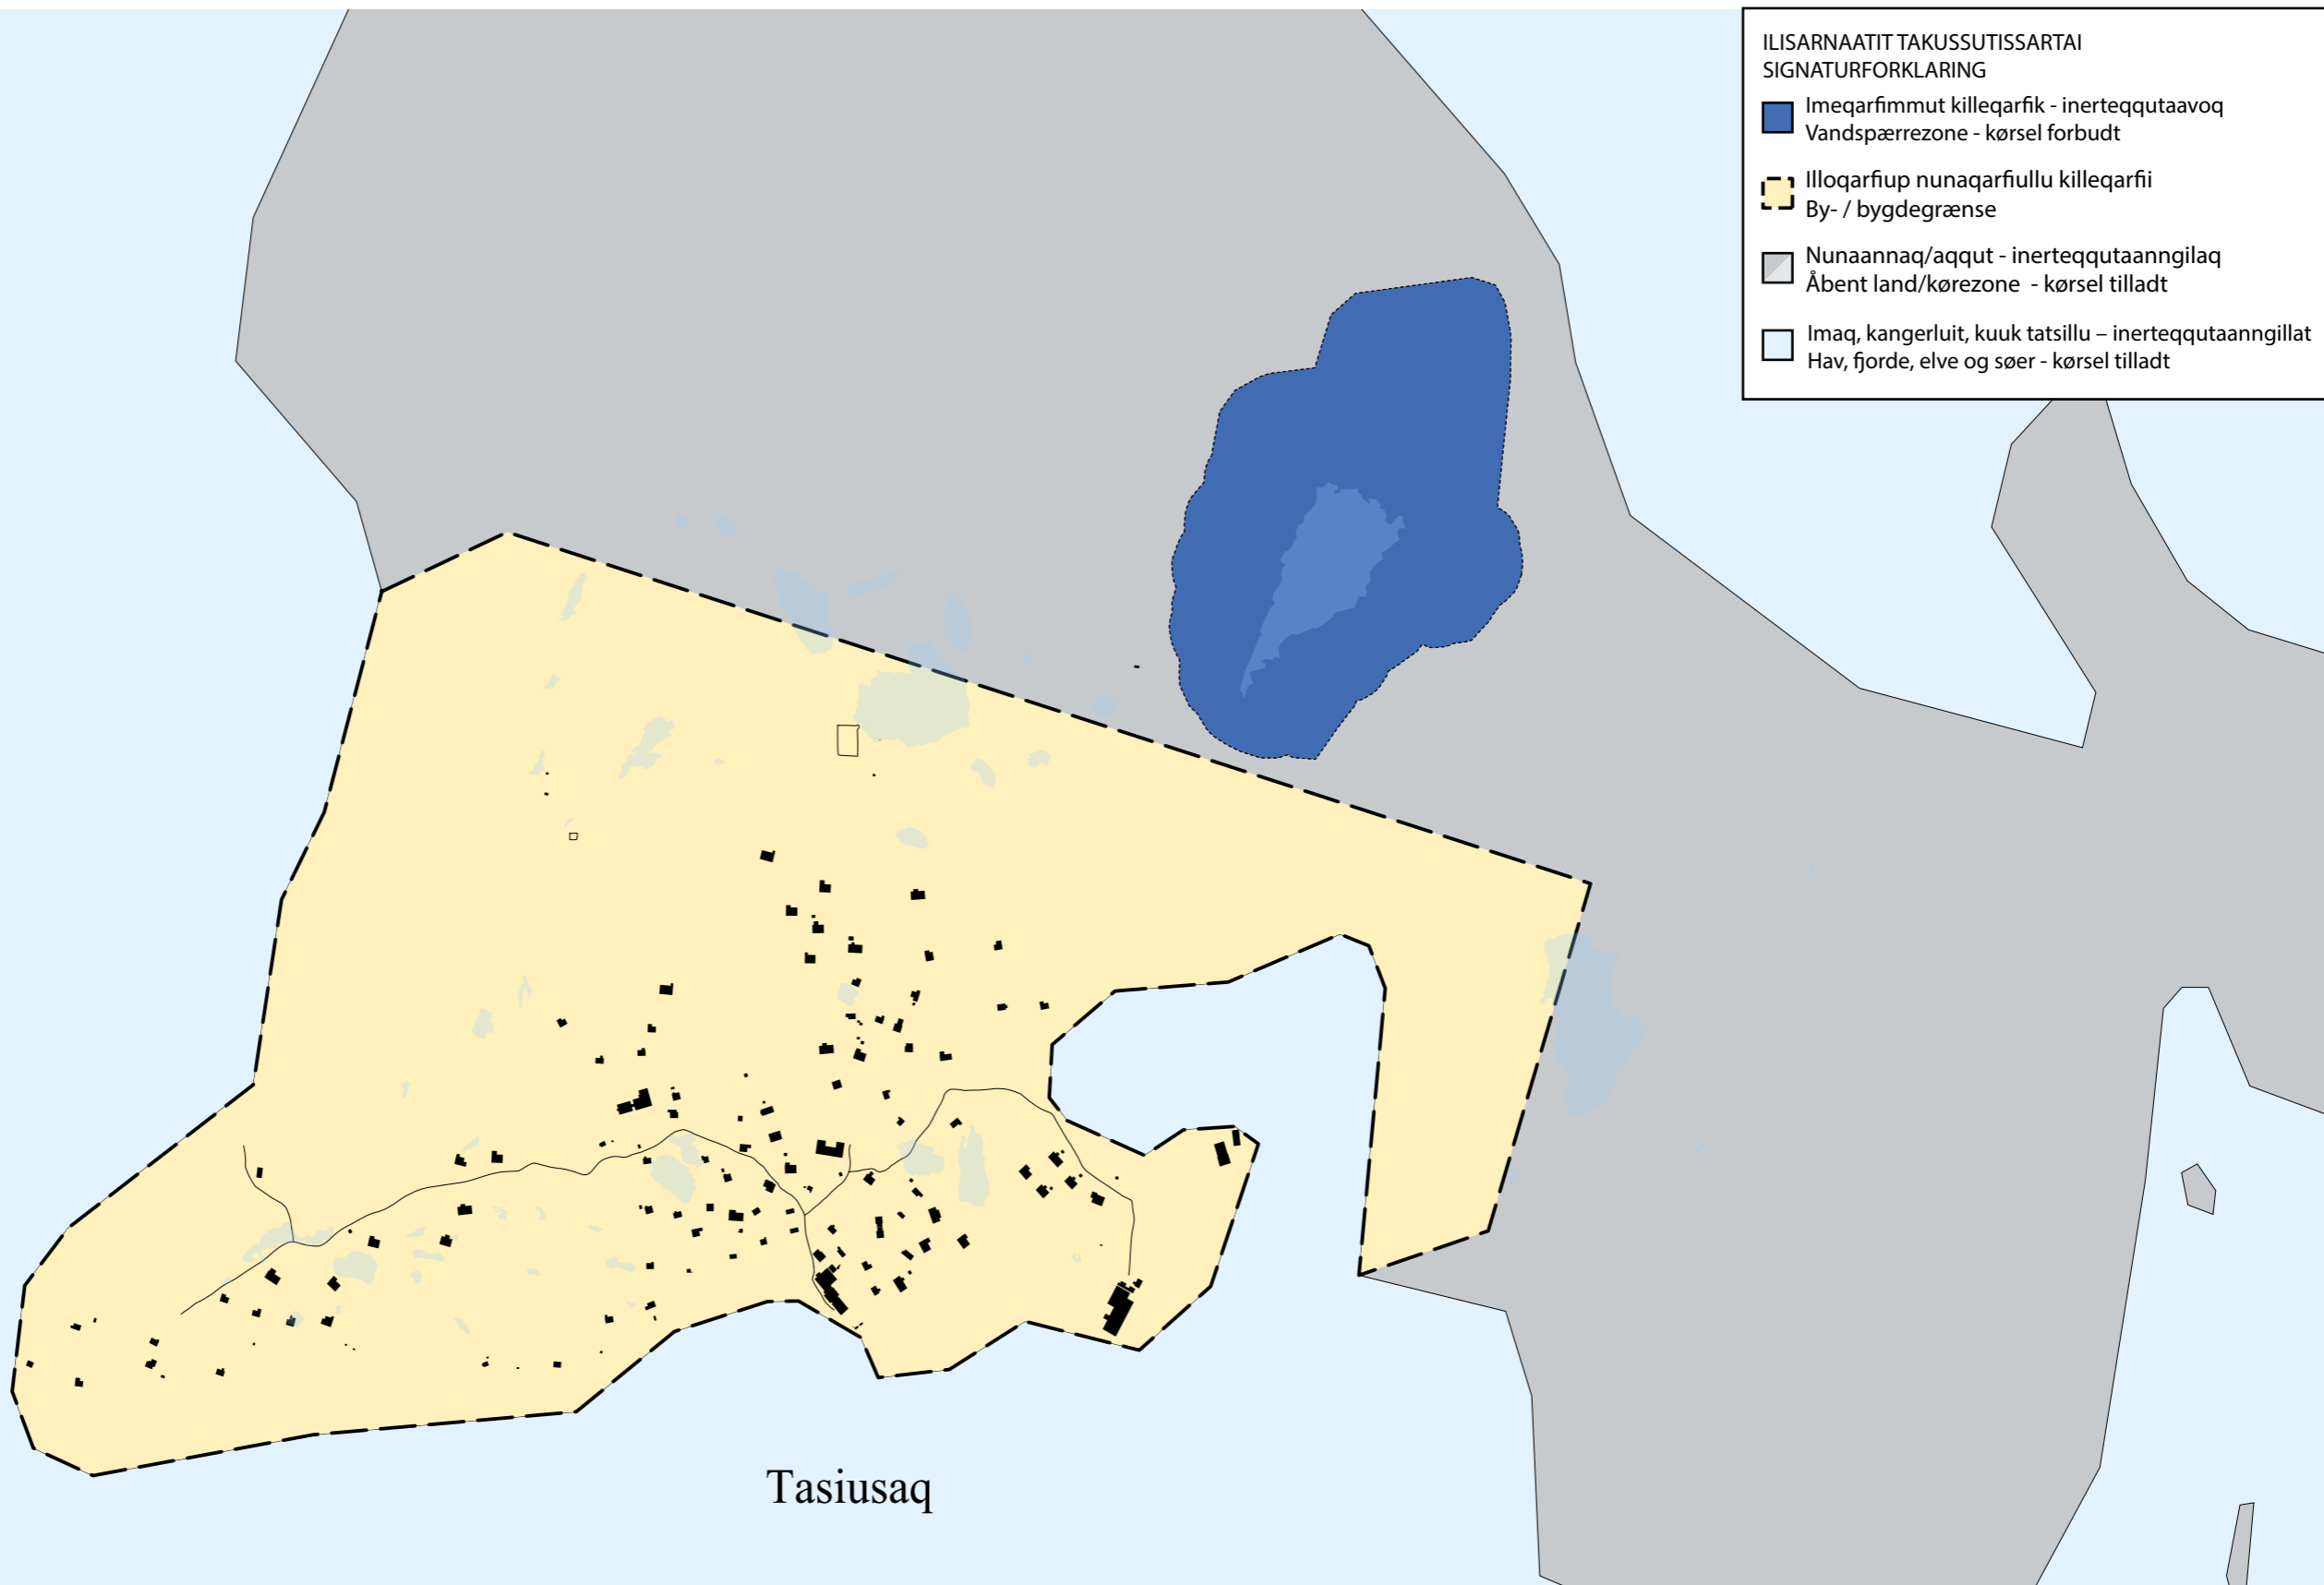 ILISARNAATIT TAKUSSUTISSARTAI
SIGNATURFORKLARING
Imeqarfimmut killeqarfik - inerteqqutaavoq
Vandspærrezone - kørsel forbudt
Illoqarfiup nunaqarfiullu killeqarfii
By- / bygdegrænse
Nunaannaq/aqqut - inerteqqutaanngilaq
Åbent land/kørezone - kørsel tilladt
Imaq, kangerluit, kuuk tatsillu – inerteqqutaanngillat
Hav, fjorde, elve og søer - kørsel tilladt
Tasiusaq